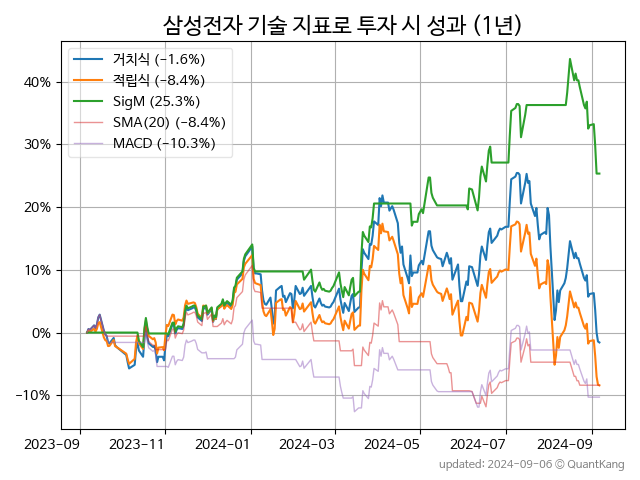 삼성전자 기술 지표로 투자 시 성과 (1년)
거치식 (-1.6%)
적립식 (-8.4%)
SigM (25.3%)
SMA(20) (-8.4%)
MACD (-10.3%)
40%
30%
20%
10%
0%
-10%
2023-09 2023-11 2024-01 2024-03 2024-05 2024-07 2024-09
updated: 2024-09-06 © QuantKang